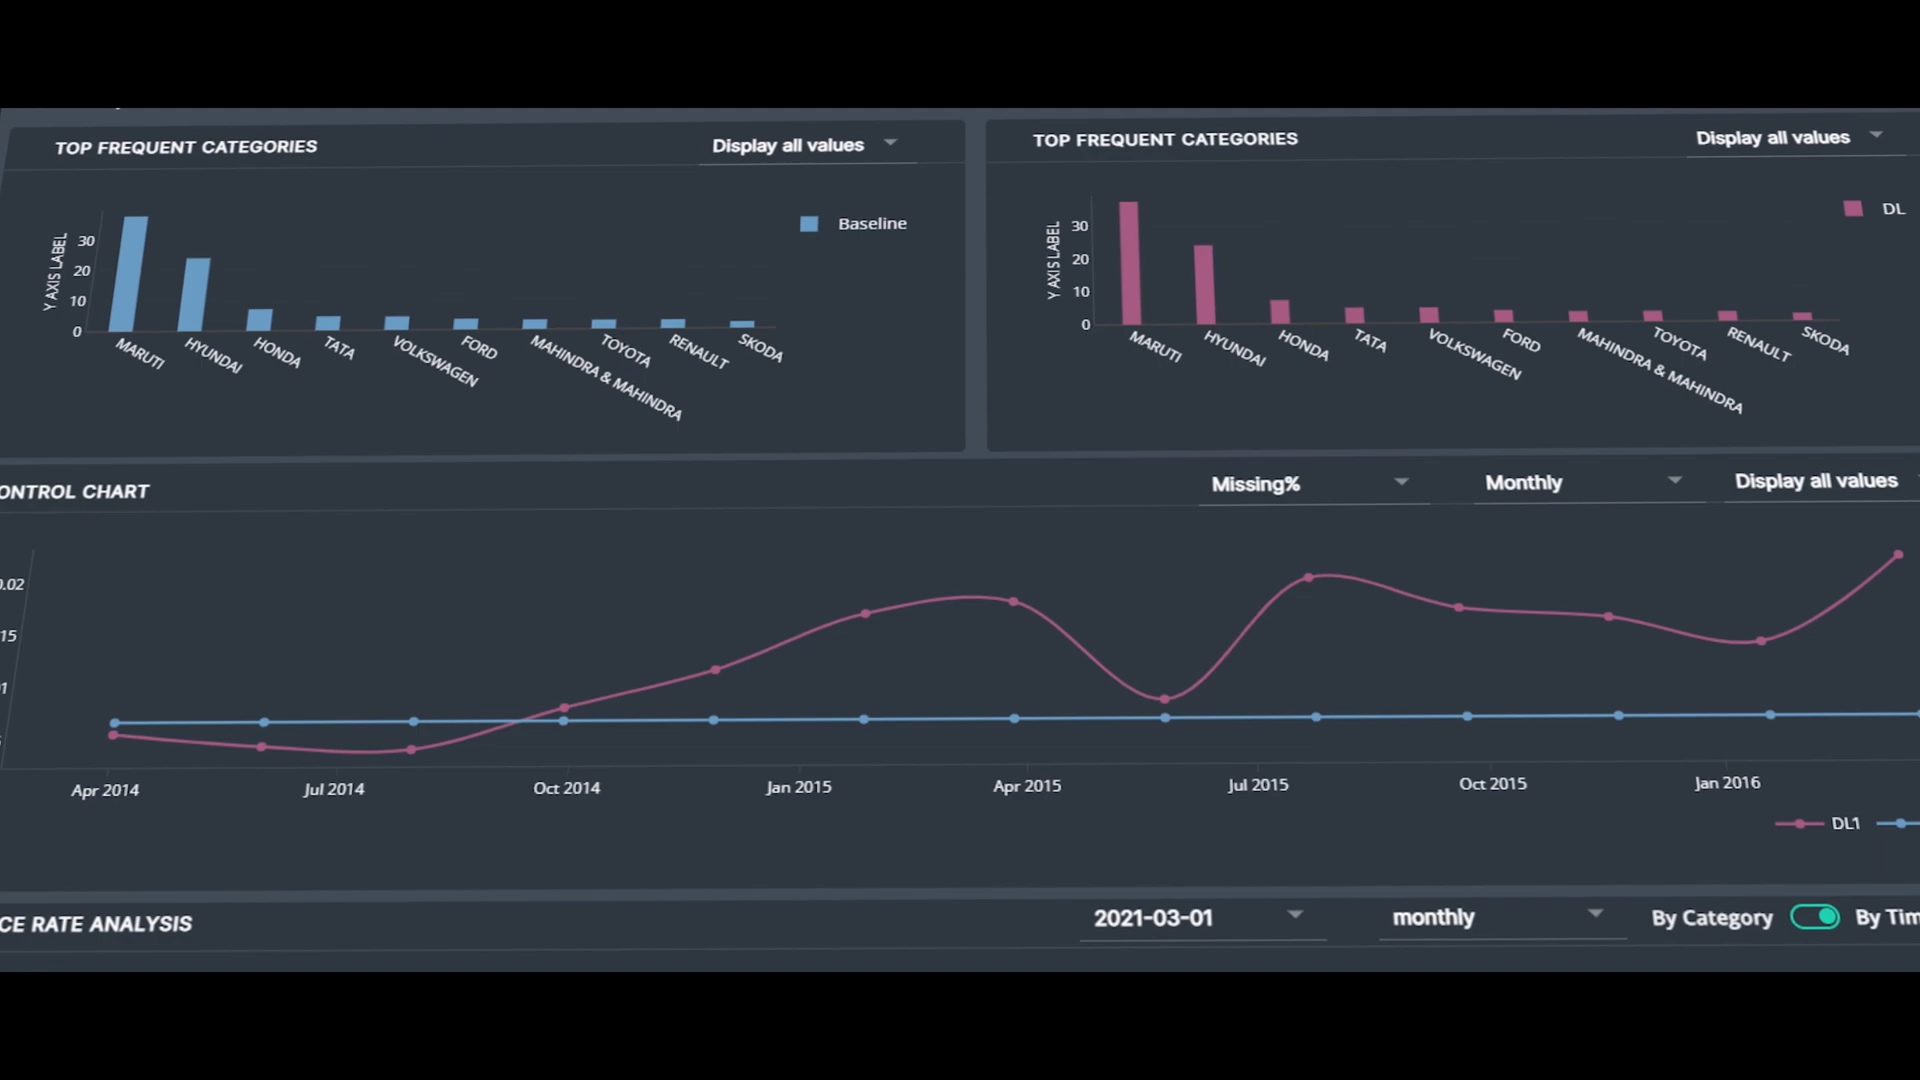 TOP FREQUENT CATEGORIES
Display all values
Baseline
Y AXIS LABEL
30
20
10
0
MARUTI
HYUNDAI
HONDA
TATA
VOLKSWAGEN
FORD
MAHINDRA & MAHINDRA
TOYOTA
RENAULT
SKODA
TOP FREQUENT CATEGORIES
Display all values
DL
Y AXIS LABEL
30
20
10
0
MARUTI
HYUNDAI
HONDA
TATA
VOLKSWAGEN
FORD
MAHINDRA & MAHINDRA
TOYOTA
RENAULT
SKODA
ONTROL CHART
Missing%
Monthly
Display all values
0.02
15
Apr 2014
Jul 2014
Oct 2014
Jan 2015
Apr 2015
Jul 2015
Oct 2015
Jan 2016
DL1
CE RATE ANALYSIS
2021-03-01
monthly
By Category
By Tim